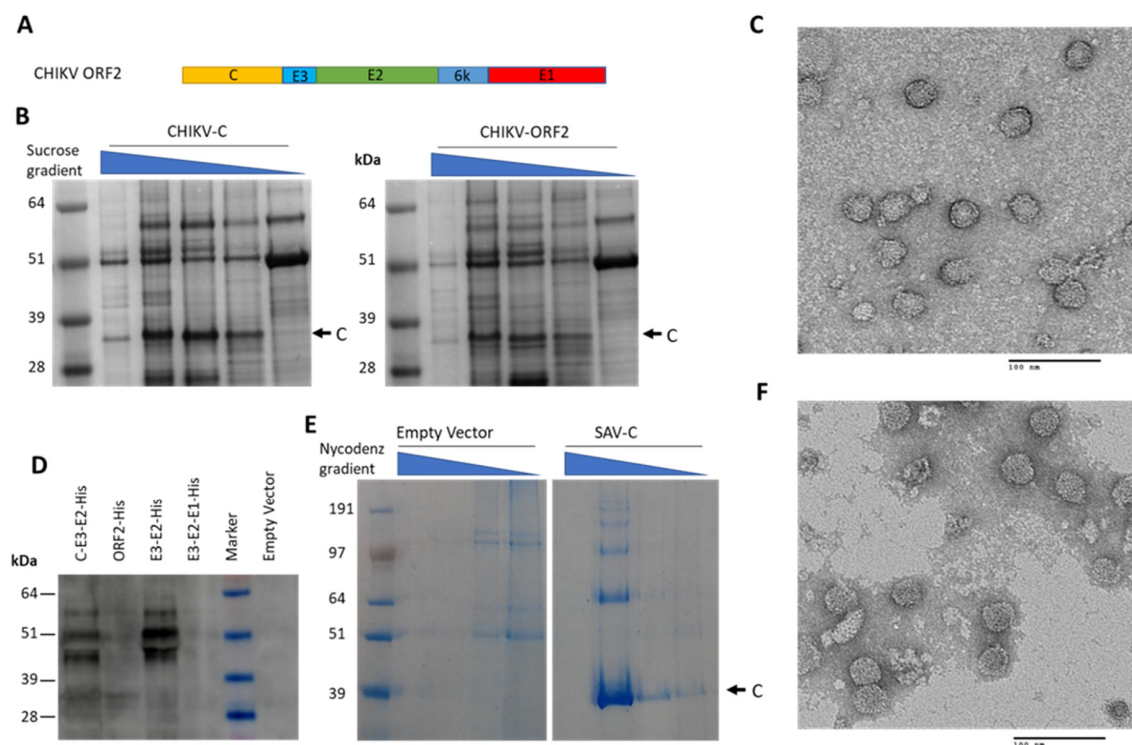 A
CHIKV ORF2
C E3 E2 6k E1
B
CHIKV-C
CHIKV-ORF2
Sucrose
gradient
kDa
64
51
39
28
C
64
51
39
28
C
C
100 nm
D
C-E3-E2-His
ORF2-His
E3-E2-His
E3-E2-E1-His
Marker
Empty Vector
kDa
64
51
39
28
E
Empty Vector
SAV-C
Nycodenz
gradient
191
97
64
51
39
C
F
100 nm